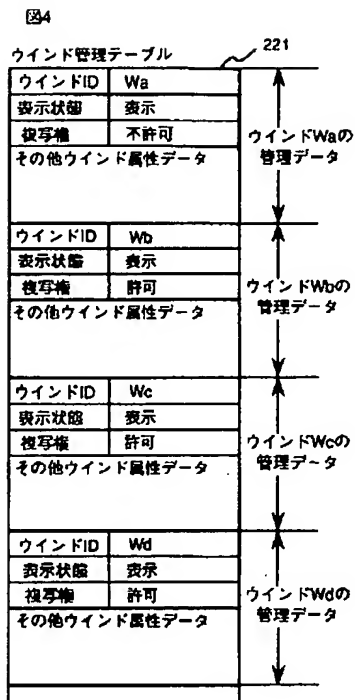 図4
ウインド管理テーブル
221
ウインドID Wa
表示状態 表示
複写権 不許可
その他ウインド属性データ
ウインドWaの
管理データ
ウインドID Wb
表示状態 表示
複写権 許可
その他ウインド属性データ
ウインドWbの
管理データ
ウインドID Wc
表示状態 表示
複写権 許可
その他ウインド属性データ
ウインドWcの
管理データ
ウインドID Wd
表示状態 表示
複写権 許可
その他ウインド属性データ
ウインドWdの
管理データ